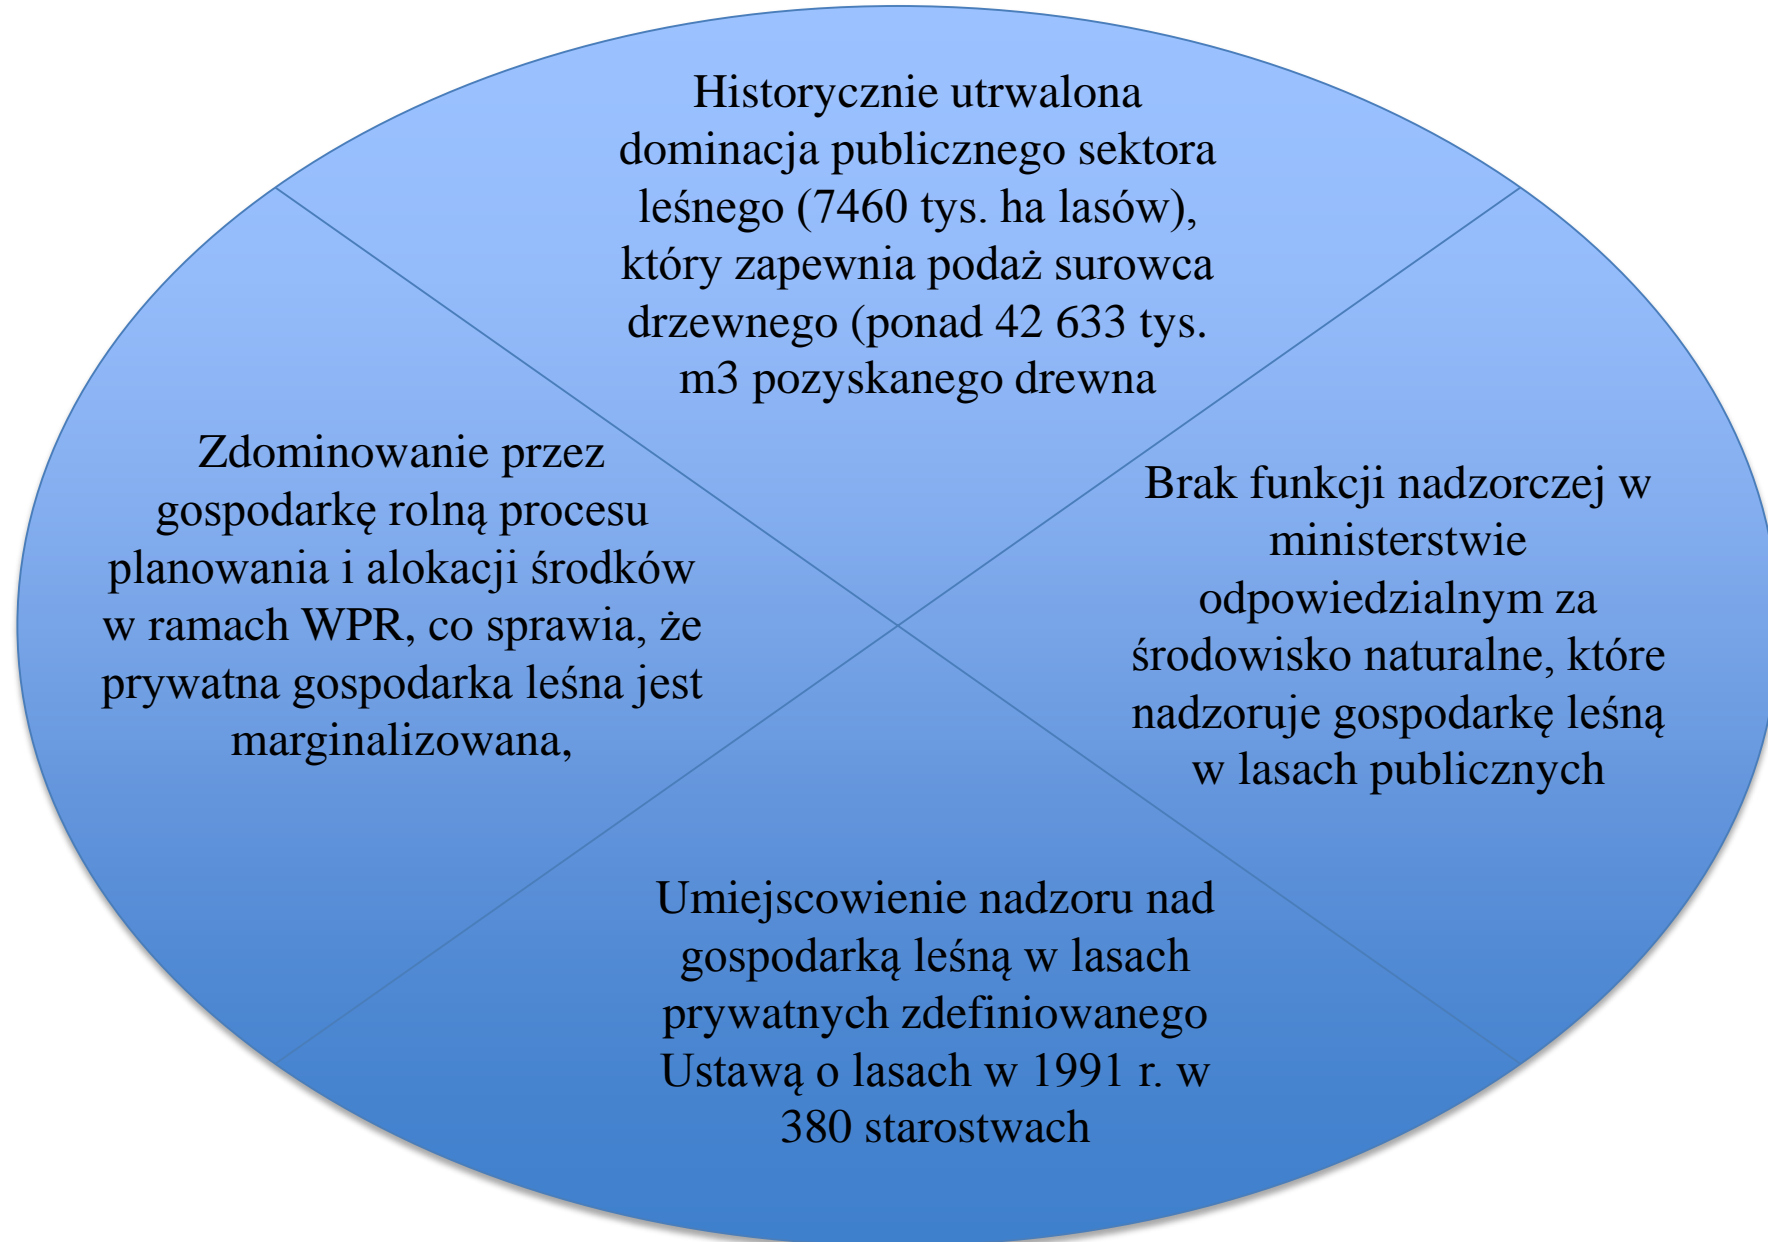 Historycznie utrwalona
dominacja publicznego sektora
leśnego (7460 tys. ha lasów),
który zapewnia podaż surowca
drzewnego (ponad 42 633 tys.
m3 pozyskanego drewna
Zdominowanie przez
gospodarkę rolną procesu
planowania i alokacji środków
w ramach WPR, co sprawia, że
prywatna gospodarka leśna jest
marginalizowana,
Brak funkcji nadzorczej w
ministerstwie
odpowiedzialnym za
środowisko naturalne, które
nadzoruje gospodarkę leśną
w lasach publicznych
Umiejscowienie nadzoru nad
gospodarką leśną w lasach
prywatnych zdefiniowanego
Ustawą o lasach w 1991 r. w
380 starostwach